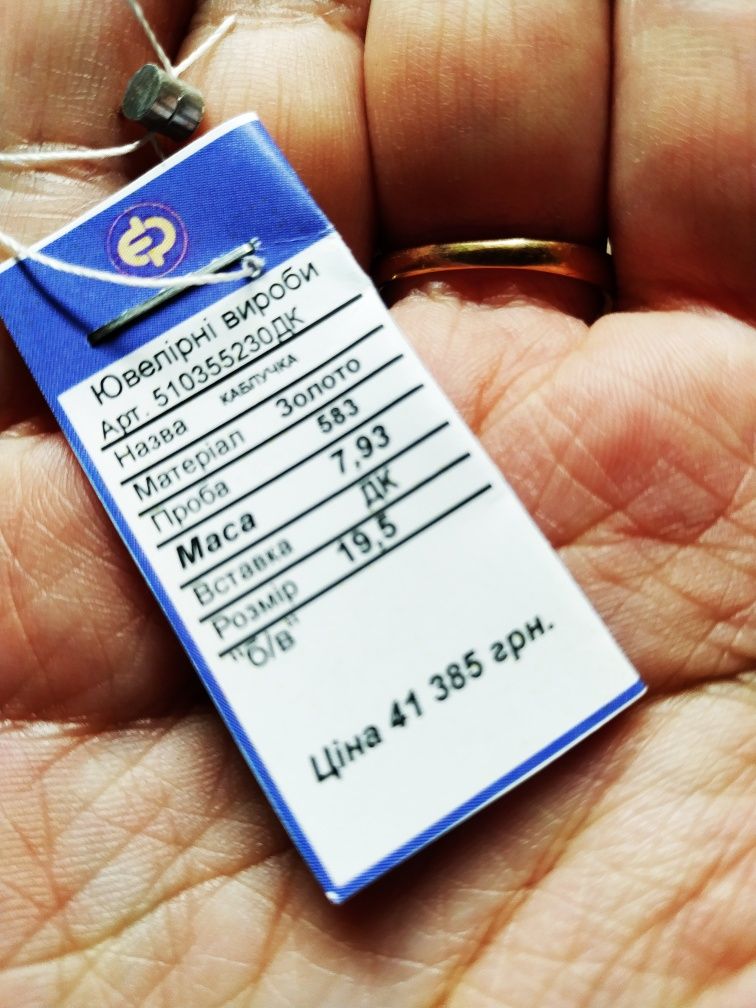 Ювелірні вироби
Арт. 510355230ДК
Назва КАБЛУЧКА
Матеріал Золото
Проба 583
Маса 7,93
Вставка ДК
Розмір 19,5
"б/в"
Ціна 41 385 грн.